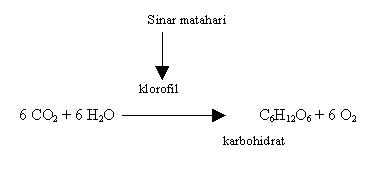 Sinar matahari
klorofil
6 CO₂ + 6 H₂O C₆H₁₂O₆ + 6 O₂
karbohidrat